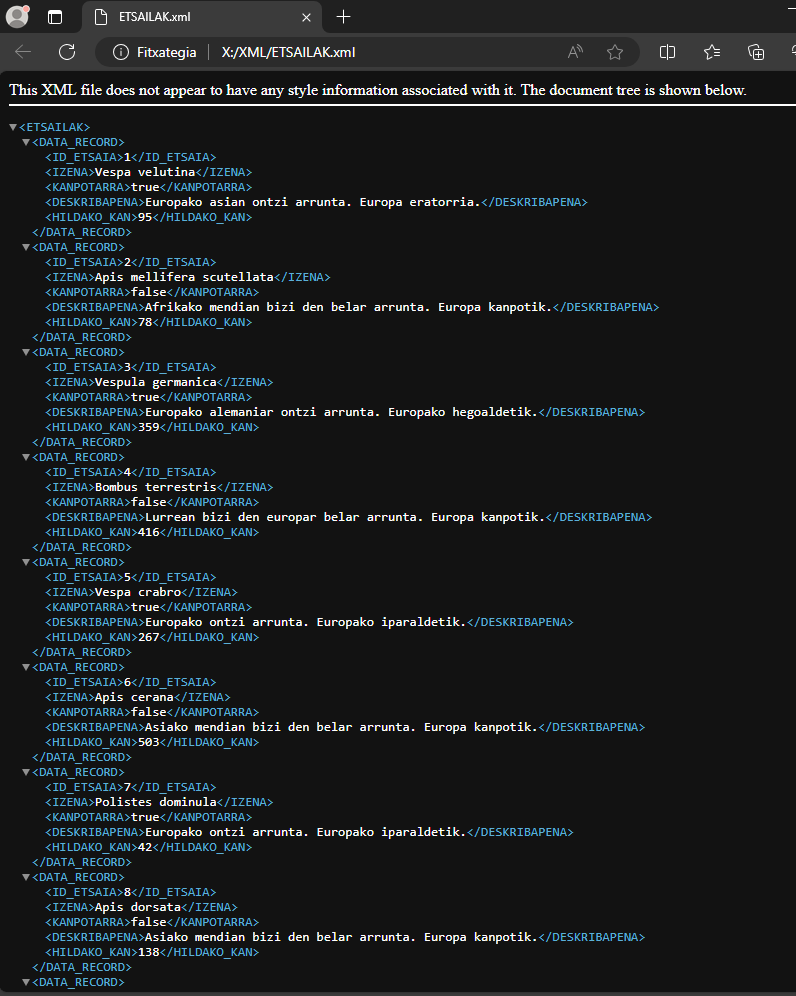 ETSAILAK.xml
Fitxategia X:/XML/ETSAILAK.xml
This XML file does not appear to have any style information associated with it. The document tree is shown below.
▼<ETSAILAK>
▼<DATA_RECORD>
<ID_ETSAIA>1</ID_ETSAIA>
<IZENA>Vespa velutina</IZENA>
<KANPOTARRA>true</KANPOTARRA>
<DESKRIBAPENA>Europako asian ontzi arrunta. Europa eratorria.</DESKRIBAPENA>
<HILDAKO_KAN>95</HILDAKO_KAN>
</DATA_RECORD>
▼<DATA_RECORD>
<ID_ETSAIA>2</ID_ETSAIA>
<IZENA>Apis mellifera scutellata</IZENA>
<KANPOTARRA>false</KANPOTARRA>
<DESKRIBAPENA>Afrikako mendian bizi den belar arrunta. Europa kanpotik.</DESKRIBAPENA>
<HILDAKO_KAN>78</HILDAKO_KAN>
</DATA_RECORD>
▼<DATA_RECORD>
<ID_ETSAIA>3</ID_ETSAIA>
<IZENA>Vespula germanica</IZENA>
<KANPOTARRA>true</KANPOTARRA>
<DESKRIBAPENA>Europako alemaniar ontzi arrunta. Europako hegoaldetik.</DESKRIBAPENA>
<HILDAKO_KAN>359</HILDAKO_KAN>
</DATA_RECORD>
▼<DATA_RECORD>
<ID_ETSAIA>4</ID_ETSAIA>
<IZENA>Bombus terrestris</IZENA>
<KANPOTARRA>false</KANPOTARRA>
<DESKRIBAPENA>Lurrean bizi den europar belar arrunta. Europa kanpotik.</DESKRIBAPENA>
<HILDAKO_KAN>416</HILDAKO_KAN>
</DATA_RECORD>
▼<DATA_RECORD>
<ID_ETSAIA>5</ID_ETSAIA>
<IZENA>Vespa crabro</IZENA>
<KANPOTARRA>true</KANPOTARRA>
<DESKRIBAPENA>Europako ontzi arrunta. Europako iparaldetik.</DESKRIBAPENA>
<HILDAKO_KAN>267</HILDAKO_KAN>
</DATA_RECORD>
▼<DATA_RECORD>
<ID_ETSAIA>6</ID_ETSAIA>
<IZENA>Apis cerana</IZENA>
<KANPOTARRA>false</KANPOTARRA>
<DESKRIBAPENA>Asiako mendian bizi den belar arrunta. Europa kanpotik.</DESKRIBAPENA>
<HILDAKO_KAN>503</HILDAKO_KAN>
</DATA_RECORD>
▼<DATA_RECORD>
<ID_ETSAIA>7</ID_ETSAIA>
<IZENA>Polistes dominula</IZENA>
<KANPOTARRA>true</KANPOTARRA>
<DESKRIBAPENA>Europako ontzi arrunta. Europako iparaldetik.</DESKRIBAPENA>
<HILDAKO_KAN>42</HILDAKO_KAN>
</DATA_RECORD>
▼<DATA_RECORD>
<ID_ETSAIA>8</ID_ETSAIA>
<IZENA>Apis dorsata</IZENA>
<KANPOTARRA>false</KANPOTARRA>
<DESKRIBAPENA>Asiako mendian bizi den belar arrunta. Europa kanpotik.</DESKRIBAPENA>
<HILDAKO_KAN>138</HILDAKO_KAN>
</DATA_RECORD>
▼<DATA_RECORD>